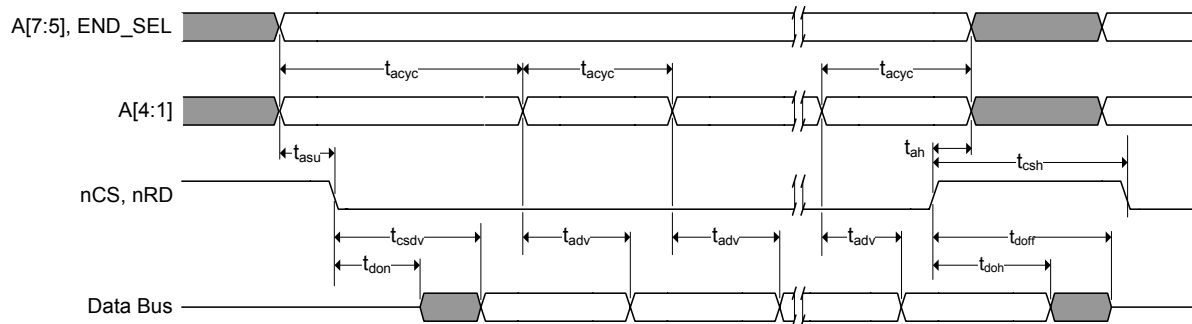 A[7:5], END_SEL
tacyc tacyc tacyc
A[4:1]
tasu tah
tcsh
nCS, nRD
tcsdv tadv tadv tadv tdoff
tdon tdoh
Data Bus